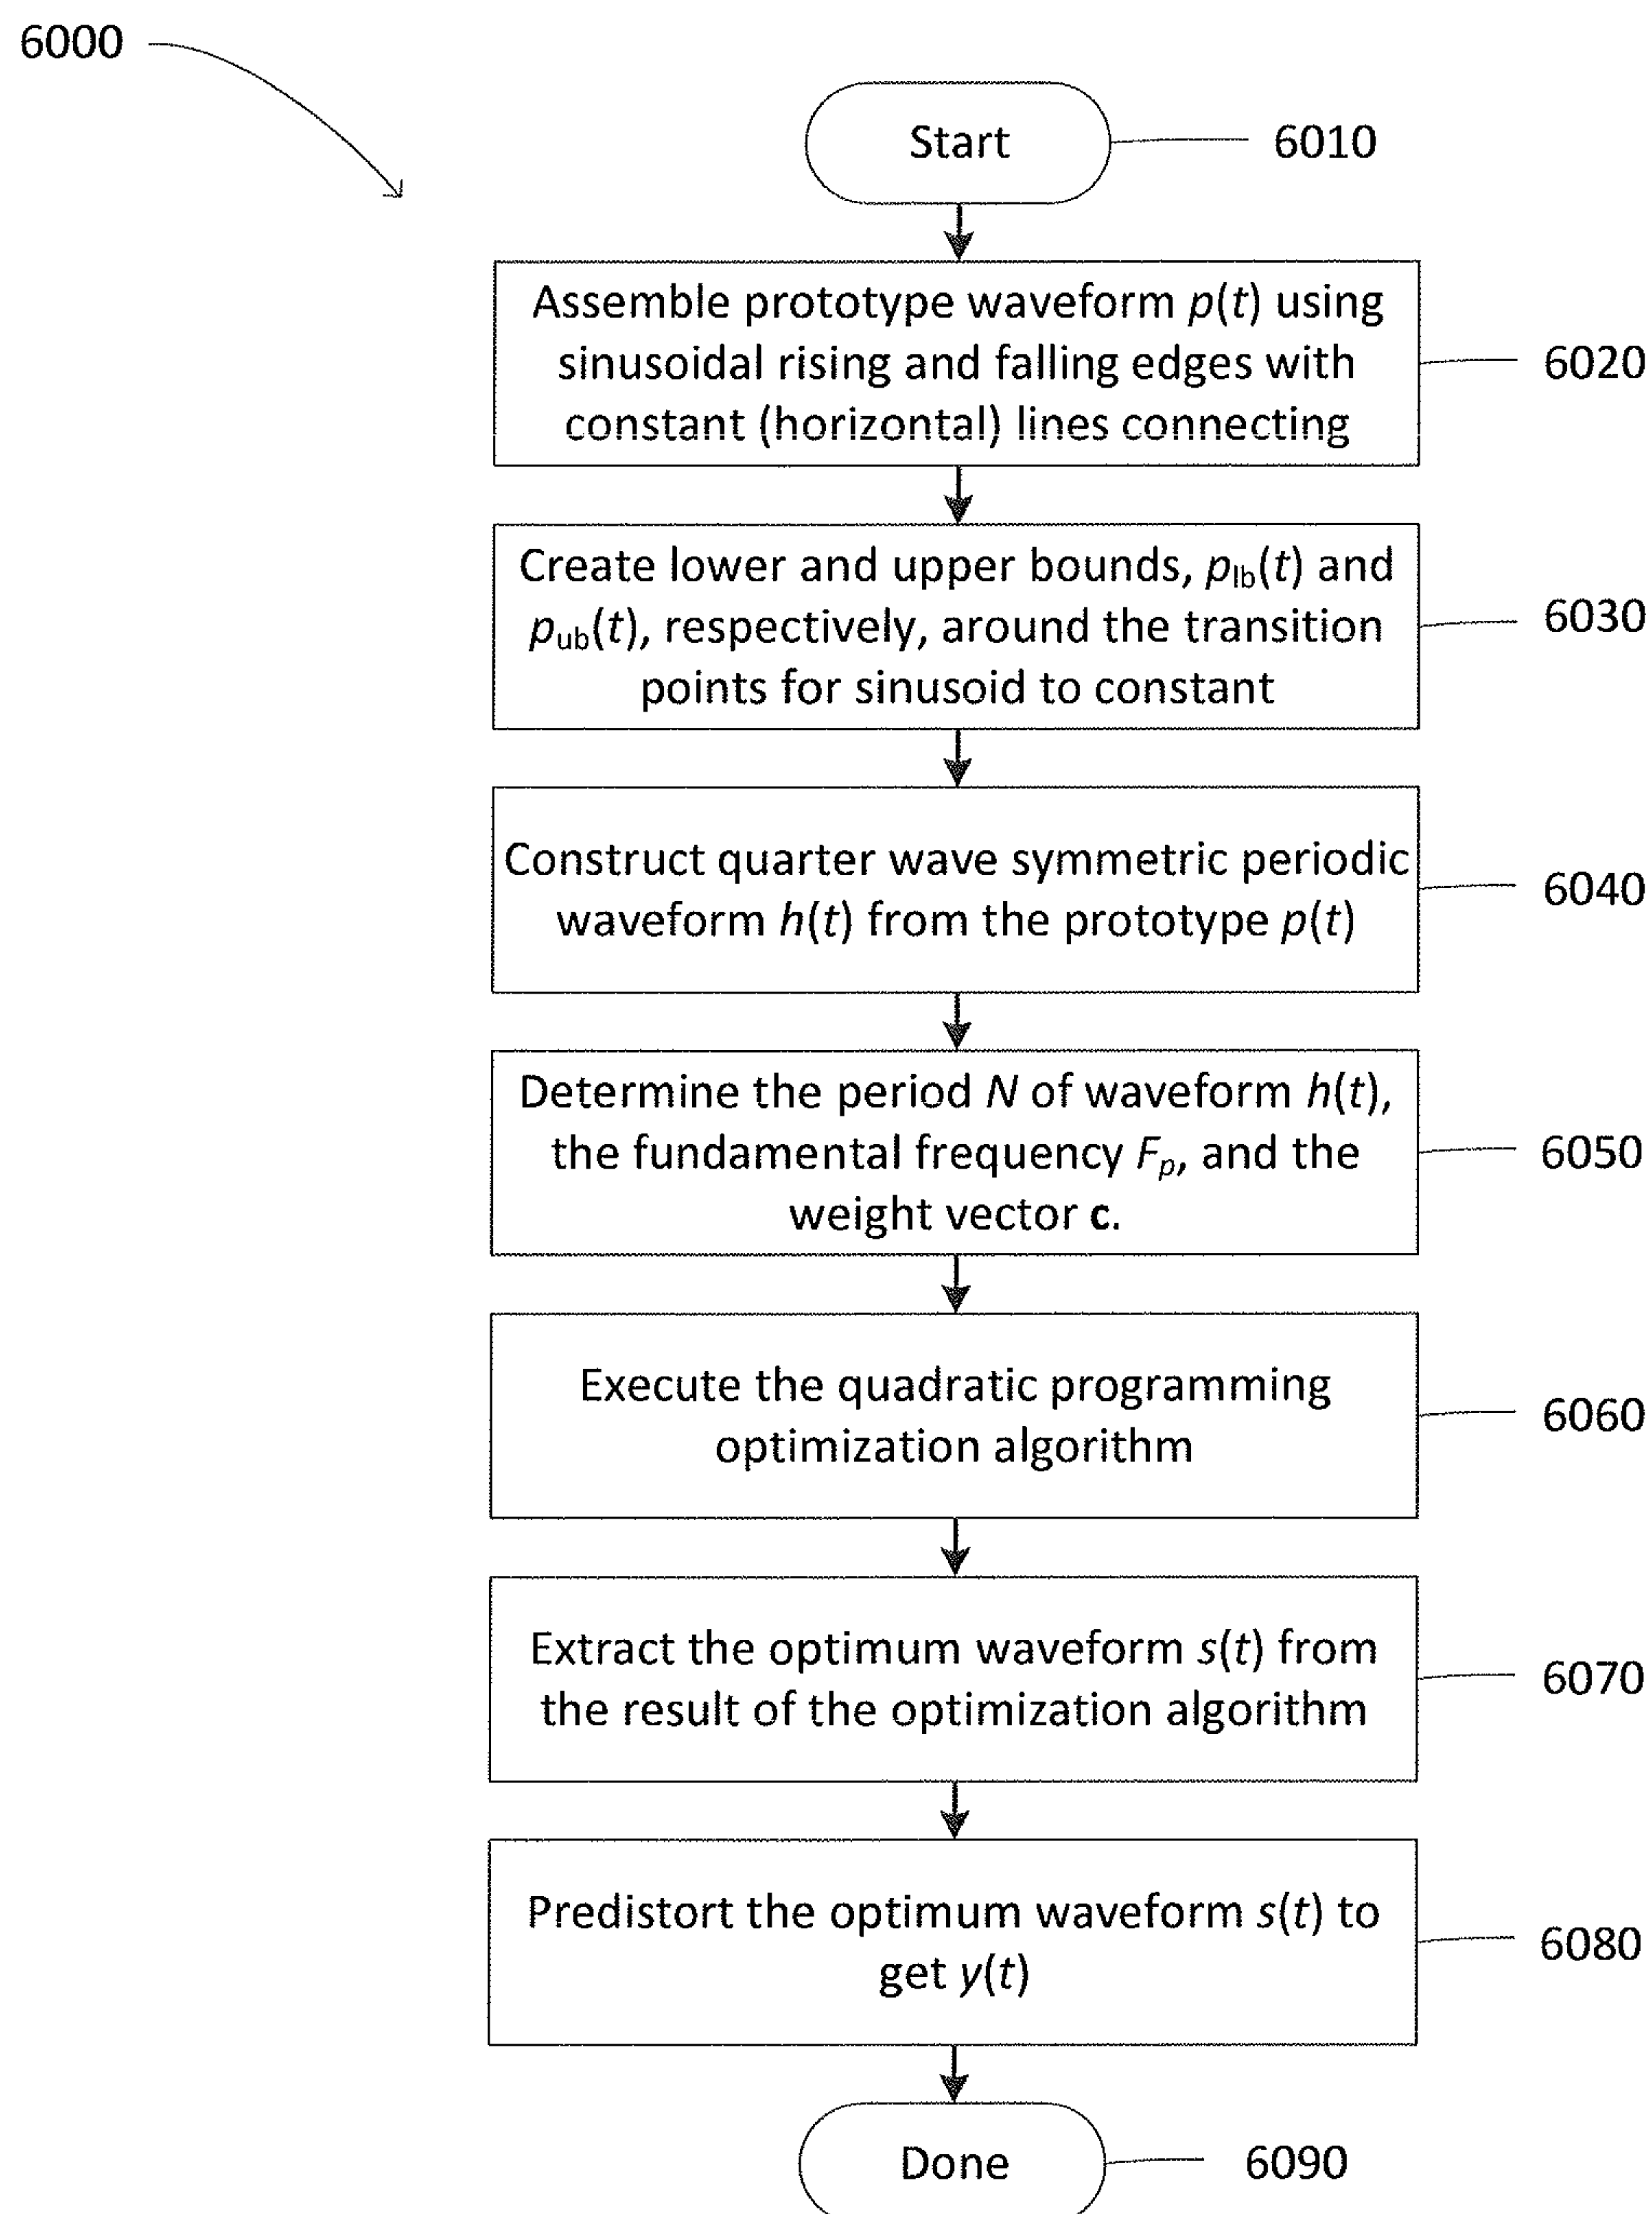 6000
Start
6010
Assemble prototype waveform p(t) using
sinusoidal rising and falling edges with
constant (horizontal) lines connecting
6020
Create lower and upper bounds, plb(t) and
pub(t), respectively, around the transition
points for sinusoid to constant
6030
Construct quarter wave symmetric periodic
waveform h(t) from the prototype p(t)
6040
Determine the period N of waveform h(t),
the fundamental frequency Fp, and the
weight vector c.
6050
Execute the quadratic programming
optimization algorithm
6060
Extract the optimum waveform s(t) from
the result of the optimization algorithm
6070
Predistort the optimum waveform s(t) to
get y(t)
6080
Done
6090